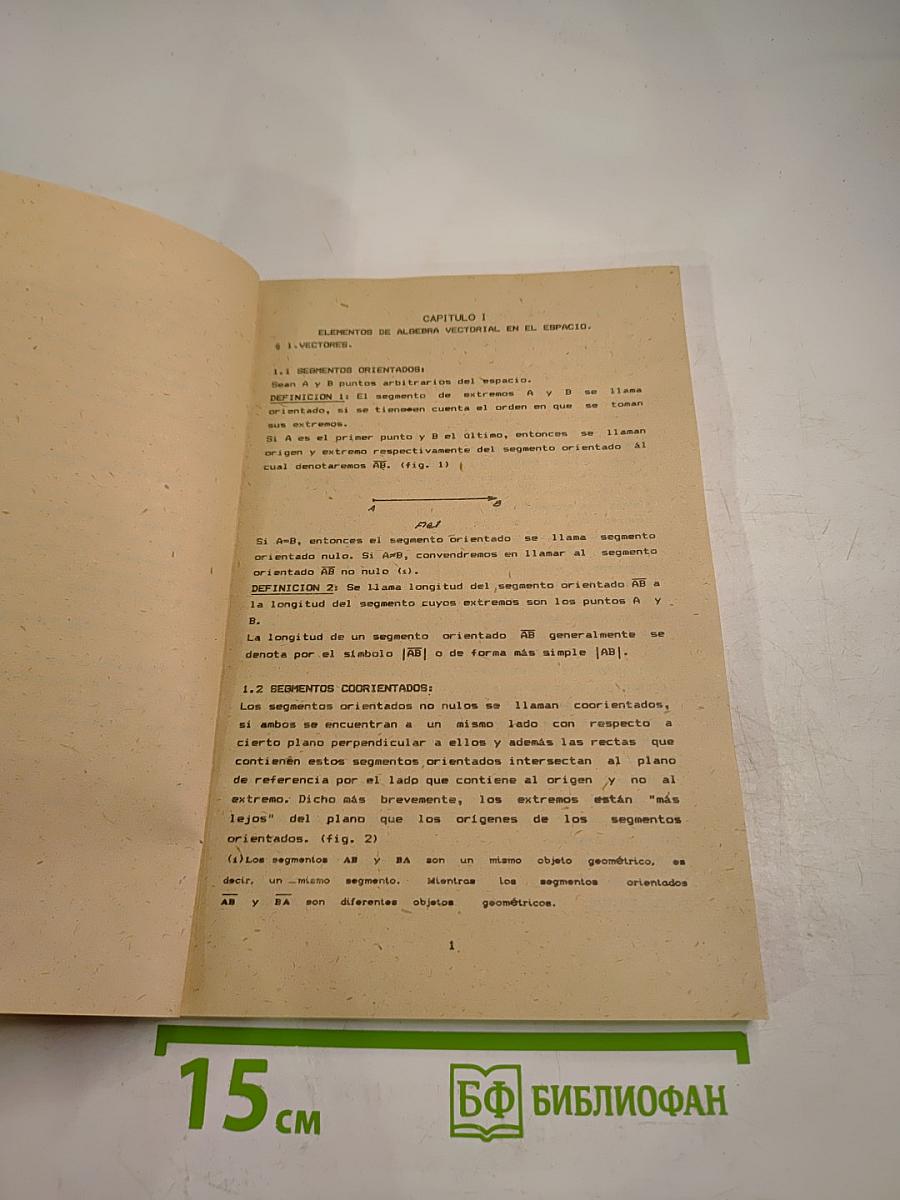 CAPITULO I
ELEMENTOS DE ALGEBRA VECTORIAL EN EL ESPACIO.
§ 1.VECTORES.
1.1 SEGMENTOS ORIENTADOS:
Sean A y B puntos arbitrarios del espacio.
DEFINICION 1: El segmento de extremos A y B se llama
orientado, si se tieneen cuenta el orden en que se toman
sus extremos.
Si A es el primer punto y B el último, entonces se llaman
origen y extremo respectivamente del segmento orientado ál
cual denotaremos A̅B̅. (fig. 1)
A B
FIG1
Si A=B, entonces el segmento orientado se llama segmento
orientado nulo. Si A≠B, convendremos en llamar al segmento
orientado A̅B̅ no nulo (1).
DEFINICION 2: Se llama longitud del segmento orientado A̅B̅ a
la longitud del segmento cuyos extremos son los puntos A y
B.
La longitud de un segmento orientado A̅B̅ generalmente se
denota por el símbolo |A̅B̅| o de forma más simple |AB|.
1.2 SEGMENTOS COORIENTADOS:
Los segmentos orientados no nulos se llaman coorientados,
si ambos se encuentran a un mismo lado con respecto a
cierto plano perpendicular a ellos y además las rectas que
contienén estos segmentos orientados intersectan al plano
de referencia por el lado que contiene al origen y no al
extremo. Dicho más brevemente, los extremos están "más
lejos" del plano que los orígenes de los segmentos
orientados. (fig. 2)
(1)Los segmentos AB y BA son un mismo objeto geométrico, es
decir, un mismo segmento. Mientras los segmentos orientados
A̅B̅ y B̅A̅ son diferentes objetos geométricos.
1
15 см
БФ БИБЛИОФАН